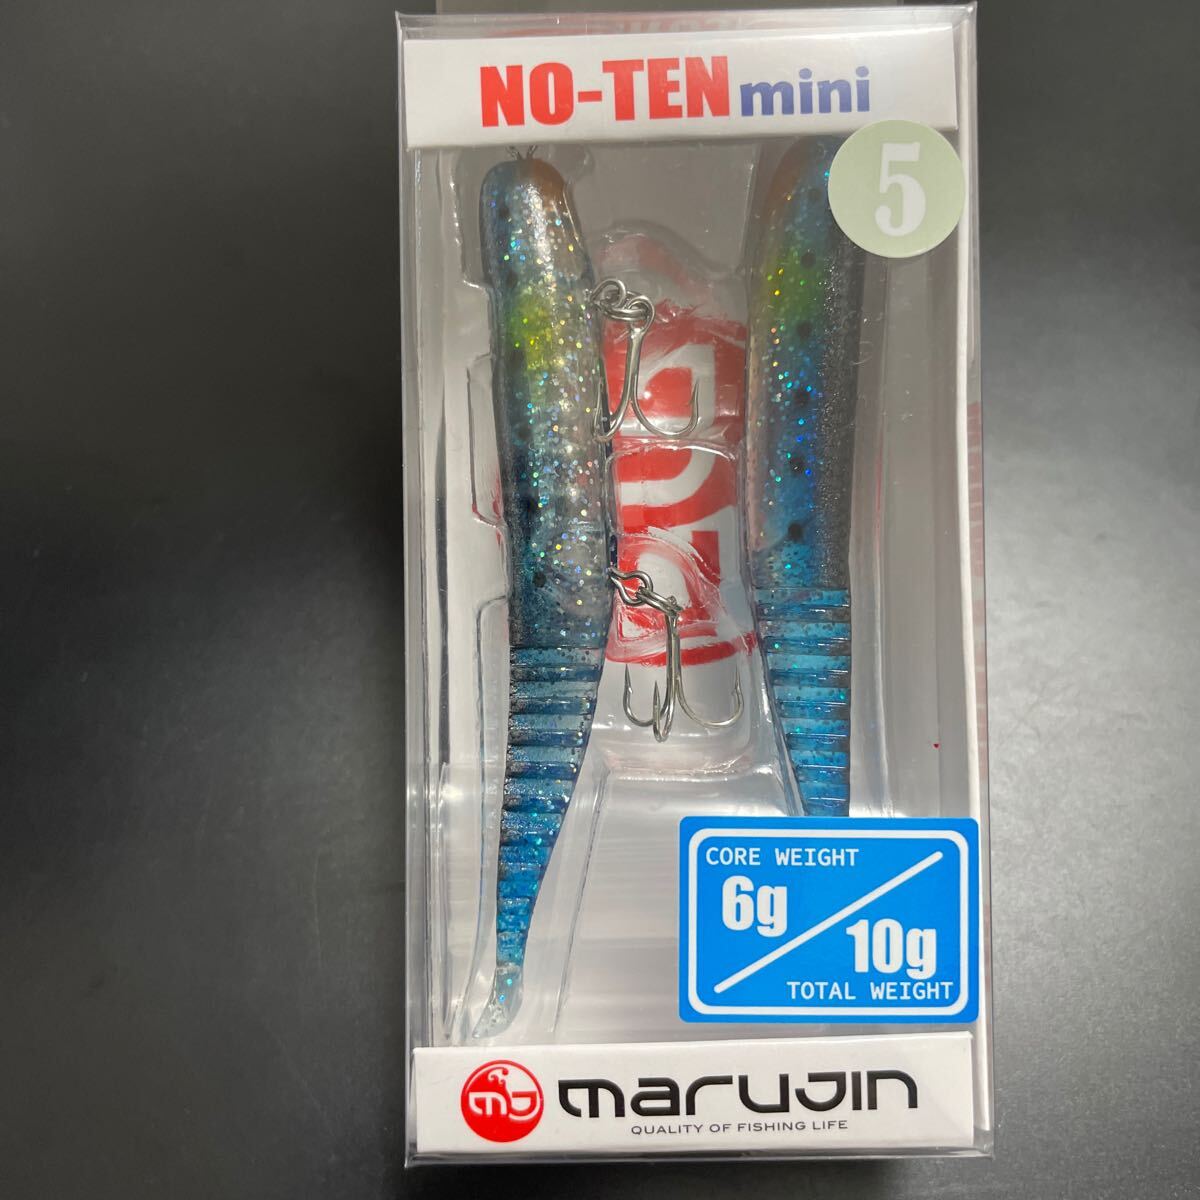 NO-TEN mini
5
CORE WEIGHT
6g
10g
TOTAL WEIGHT
marujin
QUALITY OF FISHING LIFE